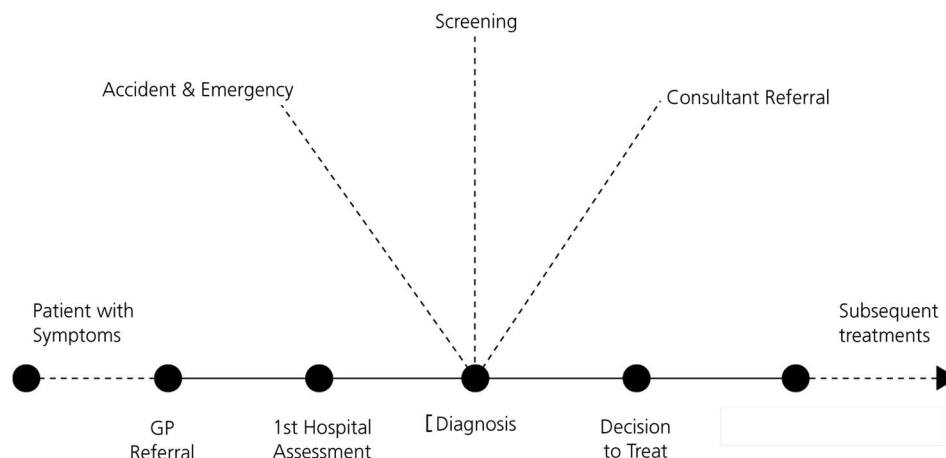 Screening
Accident & Emergency
Consultant Referral
Patient with
Symptoms
Subsequent
treatments
GP
Referral
1st Hospital
Assessment
[Diagnosis
Decision
to Treat